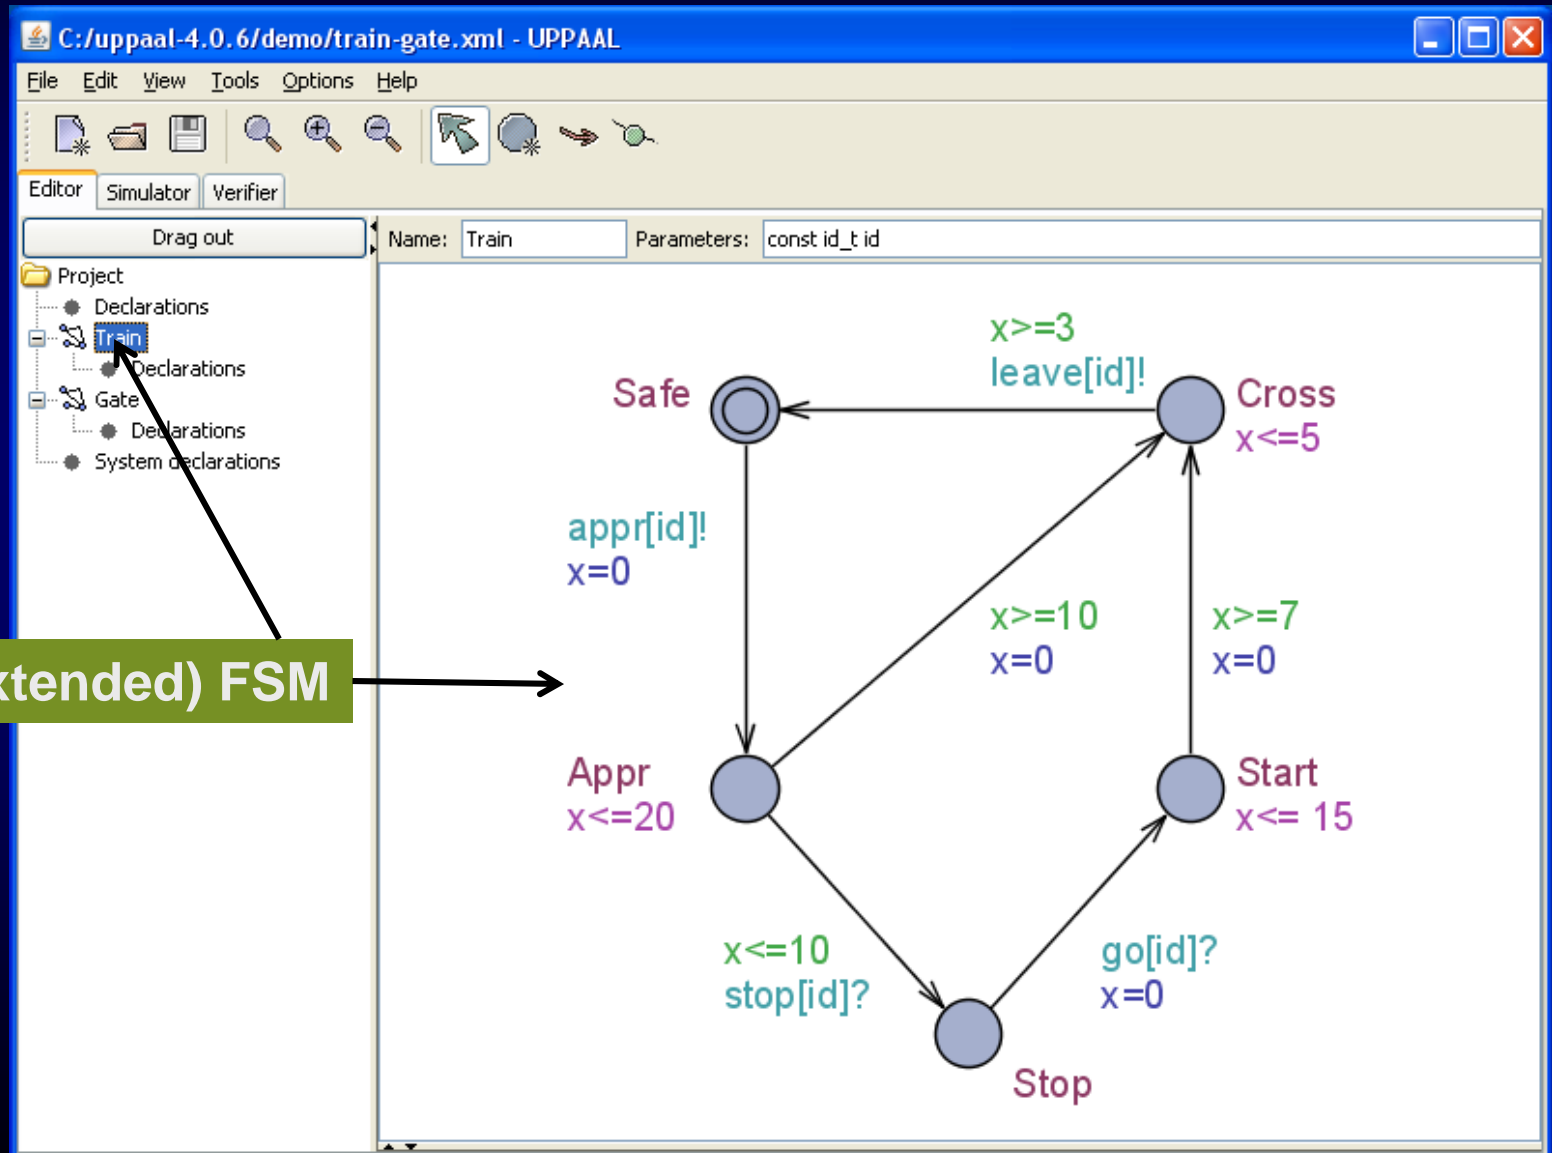 C:/uppaal-4.0.6/demo/train-gate.xml - UPPAAL
File Edit View Tools Options Help
Editor Simulator Verifier
Drag out
Name: Train Parameters: const id_t id
Project
Declarations
Train
Declarations
Gate
Declarations
System declarations
x>=3
leave[id]!
Safe
Cross
x<=5
appr[id]!
x=0
x>=10
x=0
x>=7
x=0
xtended) FSM
Appr
x<=20
Start
x<= 15
x<=10
stop[id]?
go[id]?
x=0
Stop